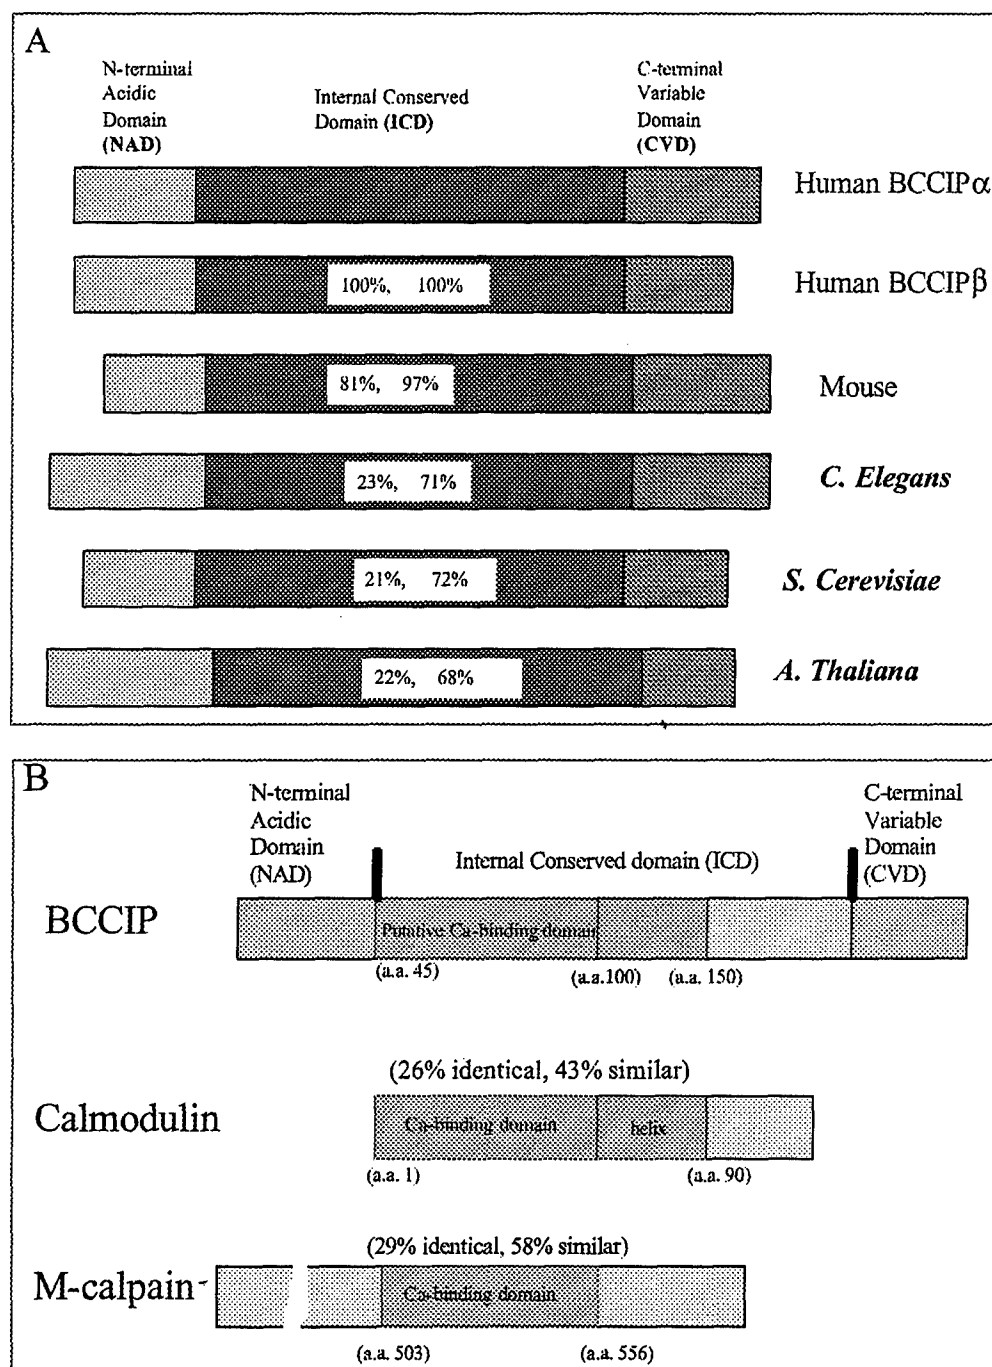 A
N-terminal
Acidic
Domain
(NAD)
Internal Conserved
Domain (ICD)
C-terminal
Variable
Domain
(CVD)
Human BCCIPα
Human BCCIPβ
100%, 100%
Mouse
81%, 97%
C. Elegans
23%, 71%
S. Cerevisiae
21%, 72%
A. Thaliana
22%, 68%
B
N-terminal
Acidic
Domain
(NAD)
Internal Conserved domain (ICD)
C-terminal
Variable
Domain
(CVD)
BCCIP
Putative Ca-binding domain
(a.a. 45)
(a.a.100)
(a.a. 150)
(26% identical, 43% similar)
Calmodulin
Ca-binding domain
helix
(a.a. 1)
(a.a. 90)
(29% identical, 58% similar)
M-calpain
Ca-binding domain
(a.a. 503)
(a.a. 556)